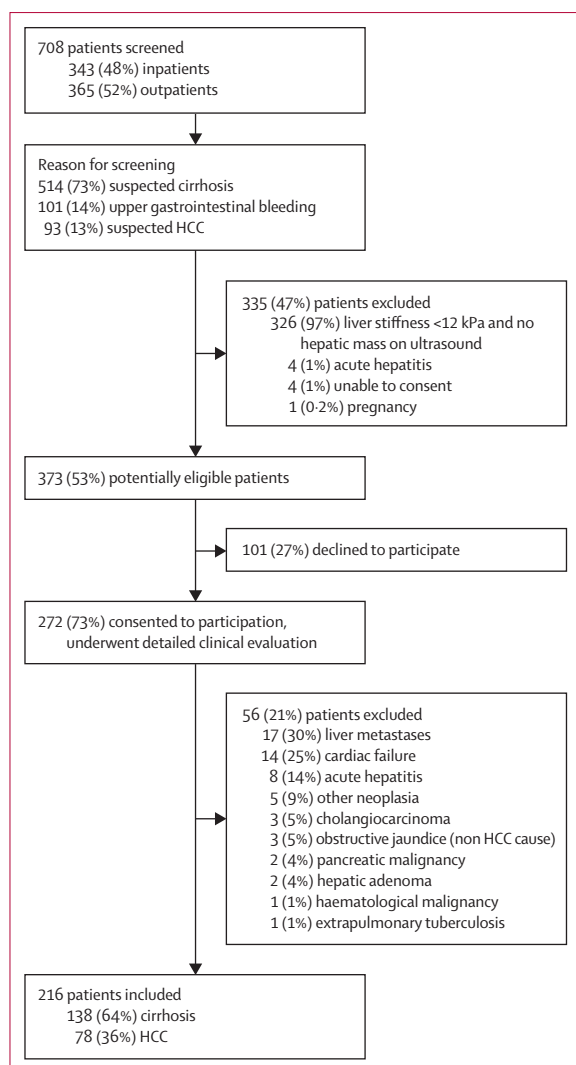 708 patients screened
343 (48%) inpatients
365 (52%) outpatients
Reason for screening
514 (73%) suspected cirrhosis
101 (14%) upper gastrointestinal bleeding
93 (13%) suspected HCC
335 (47%) patients excluded
326 (97%) liver stiffness <12 kPa and no
hepatic mass on ultrasound
4 (1%) acute hepatitis
4 (1%) unable to consent
1 (0·2%) pregnancy
373 (53%) potentially eligible patients
101 (27%) declined to participate
272 (73%) consented to participation,
underwent detailed clinical evaluation
56 (21%) patients excluded
17 (30%) liver metastases
14 (25%) cardiac failure
8 (14%) acute hepatitis
5 (9%) other neoplasia
3 (5%) cholangiocarcinoma
3 (5%) obstructive jaundice (non HCC cause)
2 (4%) pancreatic malignancy
2 (4%) hepatic adenoma
1 (1%) haematological malignancy
1 (1%) extrapulmonary tuberculosis
216 patients included
138 (64%) cirrhosis
78 (36%) HCC